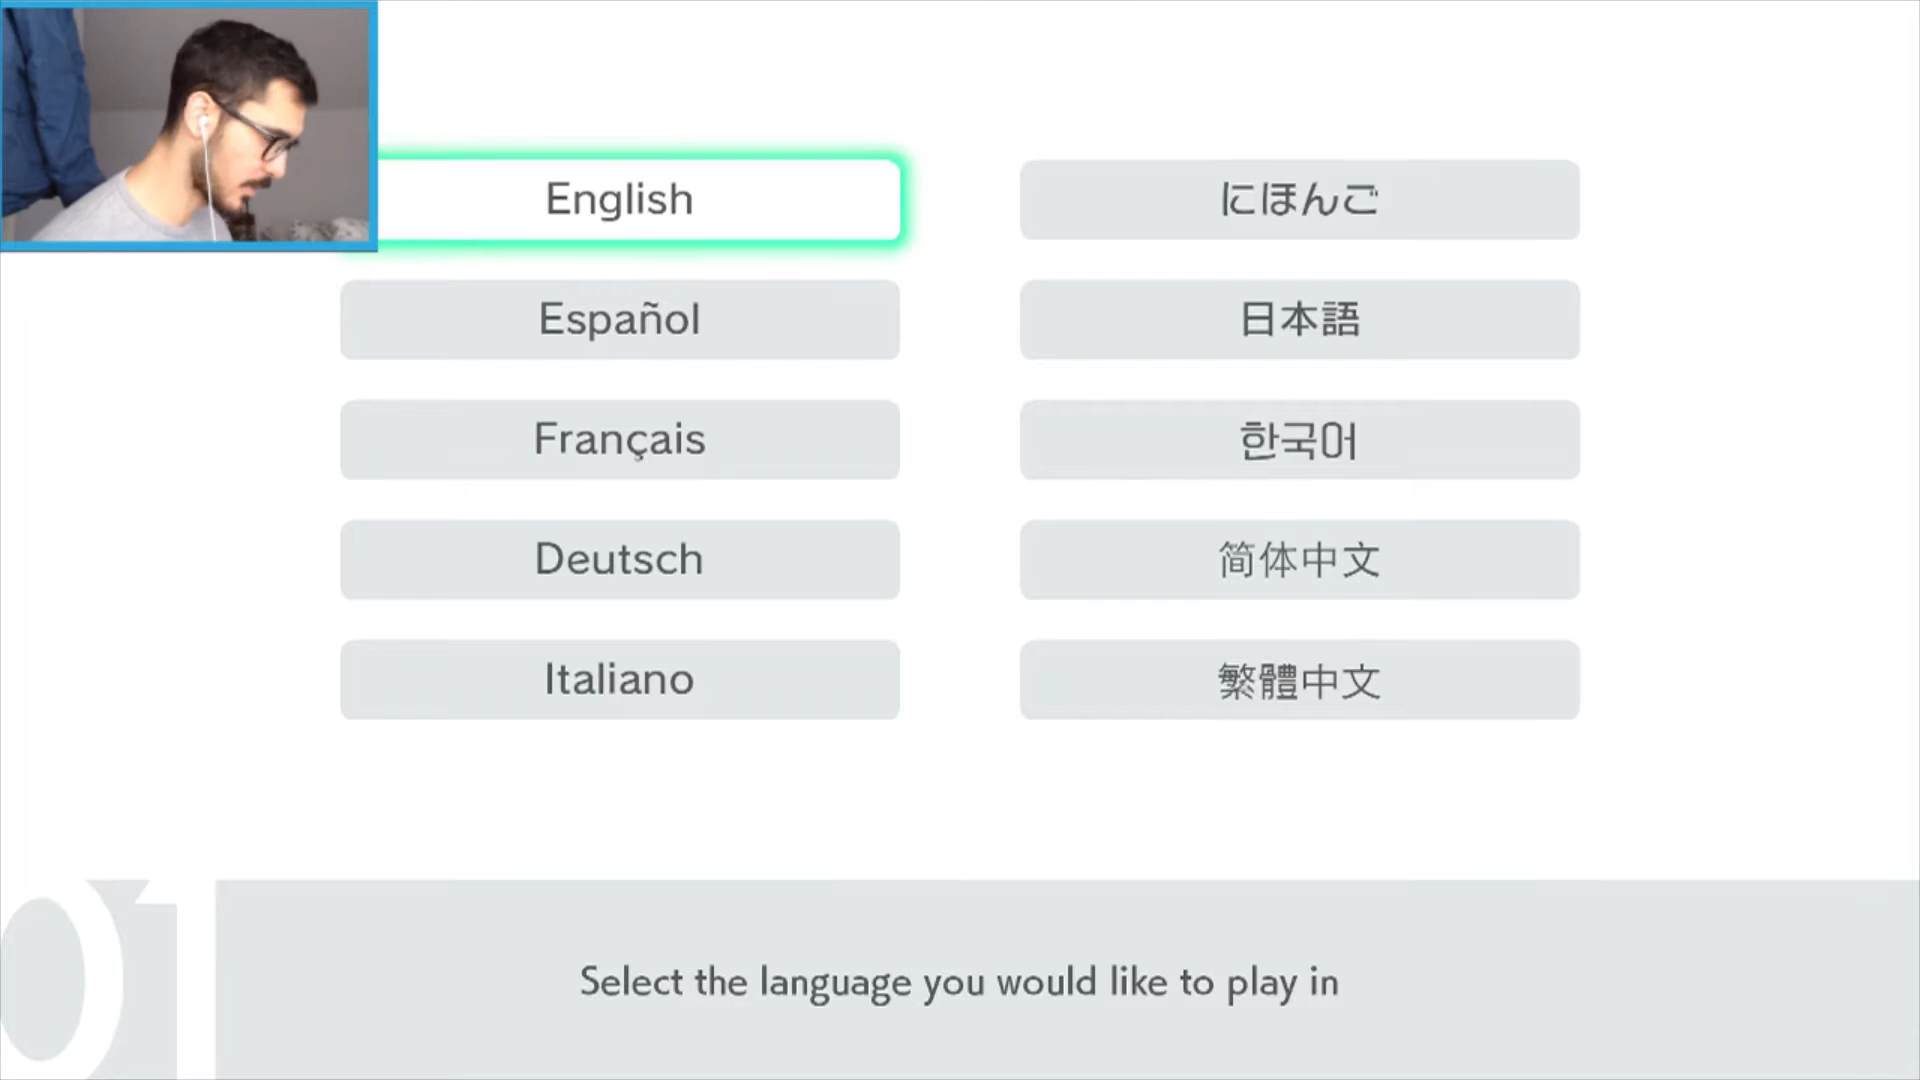 English
にほんご
Español
日本語
Français
한국어
Deutsch
简体中文
Italiano
繁體中文
01
Select the language you would like to play in